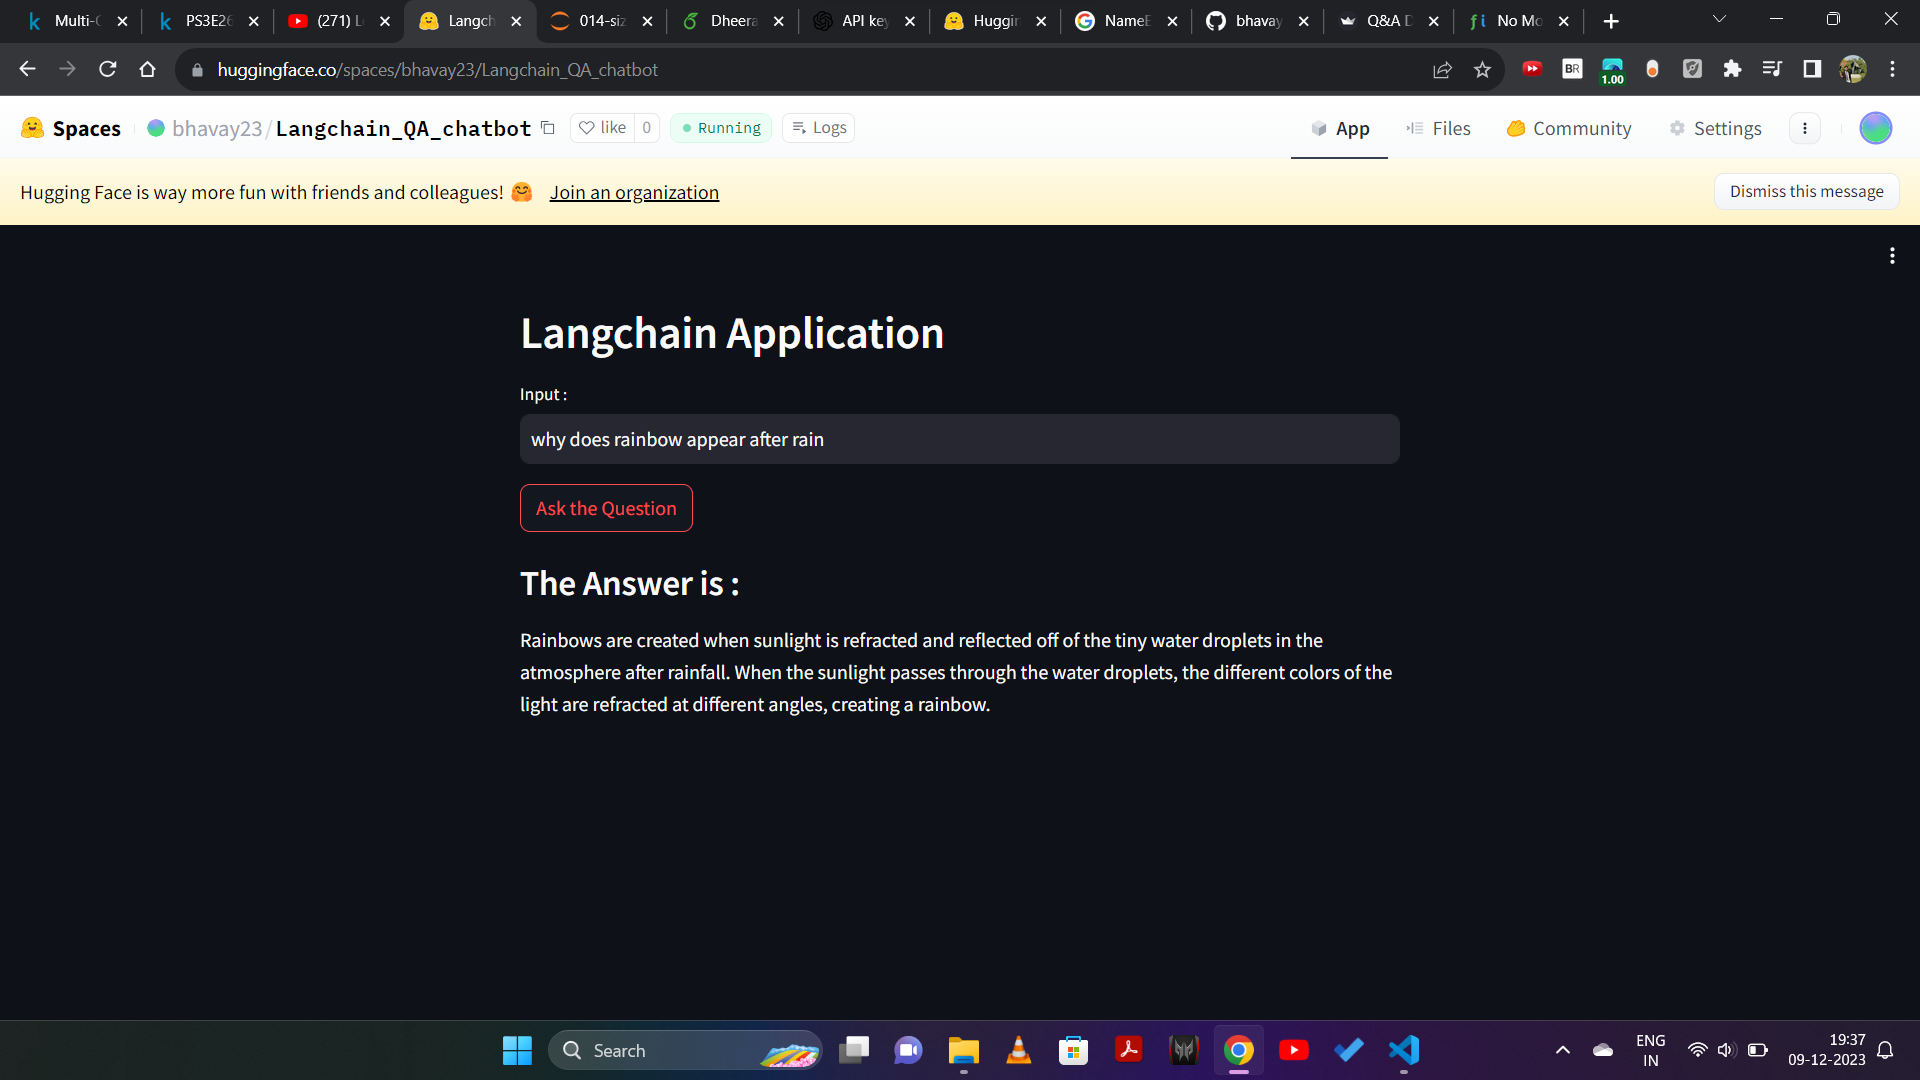 Multi-C
PS3E26
(271) L
Langch
014-siz
Dheera
API key
Huggin
NameE
bhavay
Q&A D
No Mo
huggingface.co/spaces/bhavay23/Langchain_QA_chatbot
BR
1.00
Spaces
bhavay23/Langchain_QA_chatbot
like 0
Running
Logs
App
Files
Community
Settings
Hugging Face is way more fun with friends and colleagues! Join an organization
Dismiss this message
Langchain Application
Input :
why does rainbow appear after rain
Ask the Question
The Answer is :
Rainbows are created when sunlight is refracted and reflected off of the tiny water droplets in the
atmosphere after rainfall. When the sunlight passes through the water droplets, the different colors of the
light are refracted at different angles, creating a rainbow.
Search
ENG
IN
19:37
09-12-2023